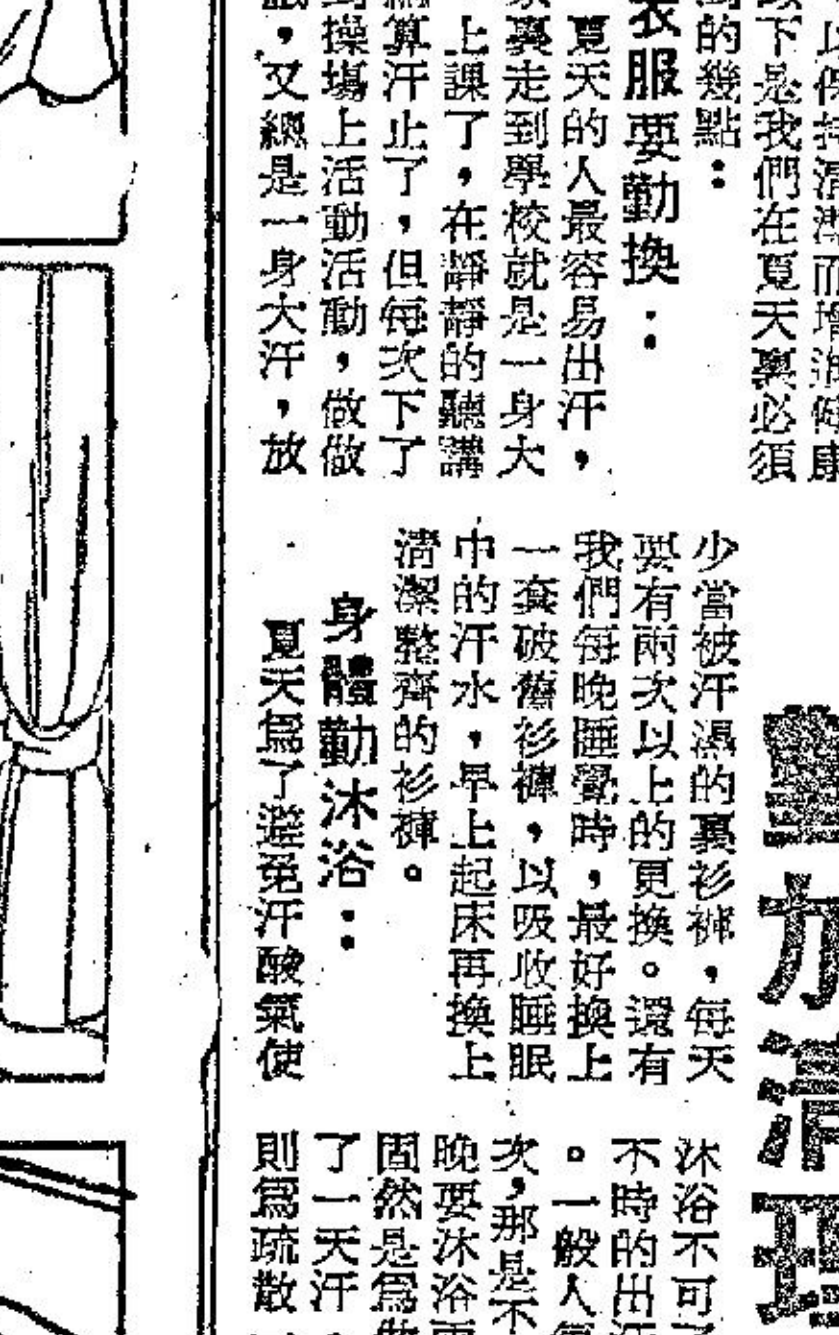 以保持清潔而增進健康
下是我們在夏天裏必須
的幾點：
衣服要勤換：
夏天的人最容易出汗，
裏走到學校就是一身大
上課了，在靜靜的聽講
算汗止了，但每次下了
操場上活動活動，做做
，又總是一身大汗，放
少當被汗濕的裏衫褲，每天
要有兩次以上的更換。還有
我們每晚睡覺時，最好換上
一套破舊衫褲，以吸收睡眠
中的汗水，早上起床再換上
清潔整齊的衫褲。
身體勤沐浴：
夏天爲了避免汗酸氣使
沐浴不可
不時的出汗
。一般人
次，那是不
晚要沐浴
固然是爲
了一天汗
則爲疏散
加清理